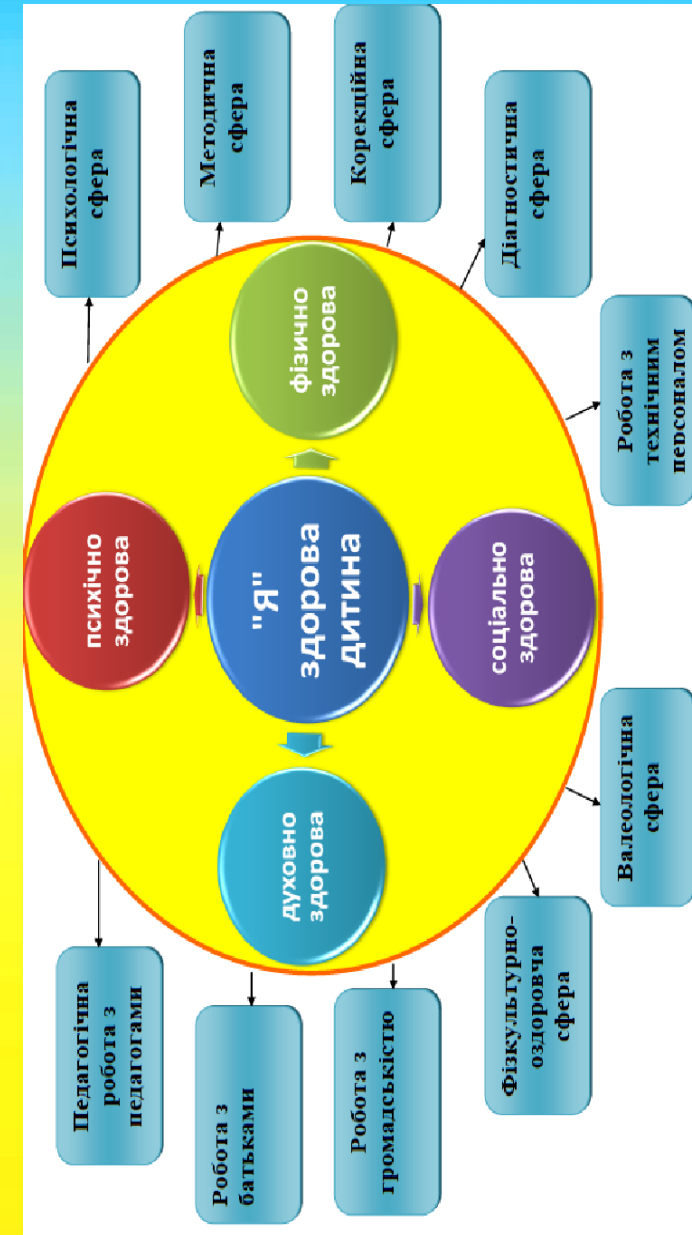 Педагогічна
робота з
педагогами
Психологічна
сфера
Робота з
батьками
Методична
сфера
Робота з
громадськістю
Корекційна
сфера
Фізкультурно-
оздоровча
сфера
Діагностична
сфера
Валеологічна
сфера
Робота з
технічним
персоналом
психічно
здорова
духовно
здорова
"Я"
здорова
дитина
фізично
здорова
соціально
здорова